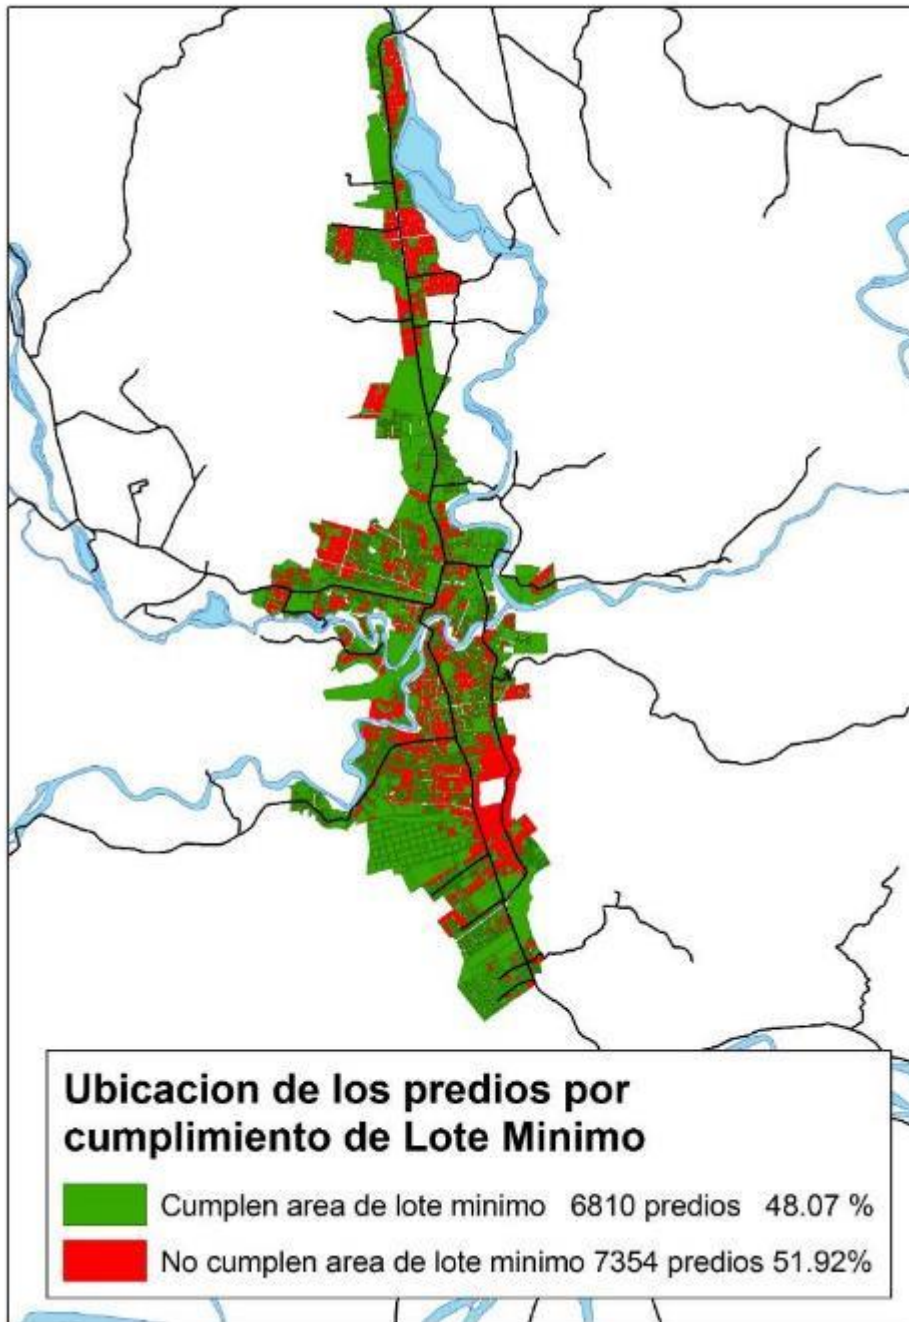 Ubicacion de los predios por
cumplimiento de Lote Minimo
Cumplen area de lote minimo 6810 predios 48.07 %
No cumplen area de lote minimo 7354 predios 51.92%